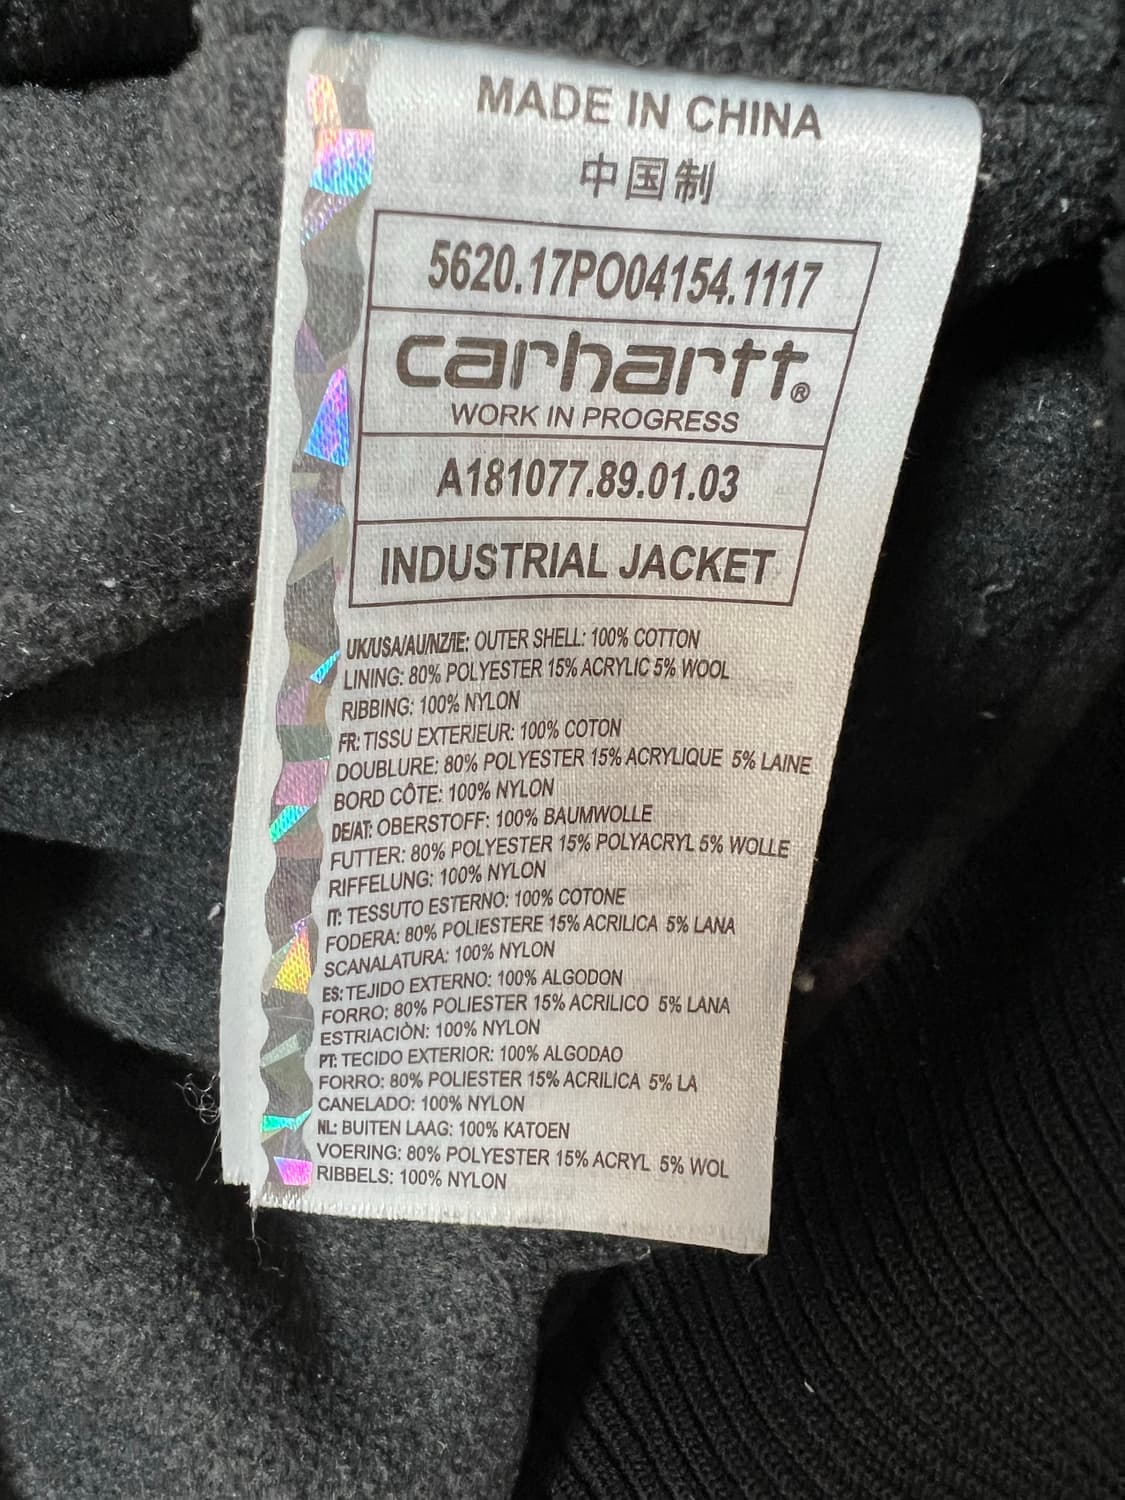 MADE IN CHINA
中国制
5620.17PO04154.1117
carhartt®
WORK IN PROGRESS
A181077.89.01.03
INDUSTRIAL JACKET
UK/USA/AU/NZ/IE: OUTER SHELL: 100% COTTON
LINING: 80% POLYESTER 15% ACRYLIC 5% WOOL
RIBBING: 100% NYLON
FR: TISSU EXTERIEUR: 100% COTON
DOUBLURE: 80% POLYESTER 15% ACRYLIQUE 5% LAINE
BORD CÔTE: 100% NYLON
DE/AT: OBERSTOFF: 100% BAUMWOLLE
FUTTER: 80% POLYESTER 15% POLYACRYL 5% WOLLE
RIFFELUNG: 100% NYLON
IT: TESSUTO ESTERNO: 100% COTONE
FODERA: 80% POLIESTERE 15% ACRILICA 5% LANA
SCANALATURA: 100% NYLON
ES: TEJIDO EXTERNO: 100% ALGODON
FORRO: 80% POLIESTER 15% ACRILICO 5% LANA
ESTRIACIÒN: 100% NYLON
PT: TECIDO EXTERIOR: 100% ALGODAO
FORRO: 80% POLIESTER 15% ACRILICA 5% LA
CANELADO: 100% NYLON
NL: BUITEN LAAG: 100% KATOEN
VOERING: 80% POLYESTER 15% ACRYL 5% WOL
RIBBELS: 100% NYLON